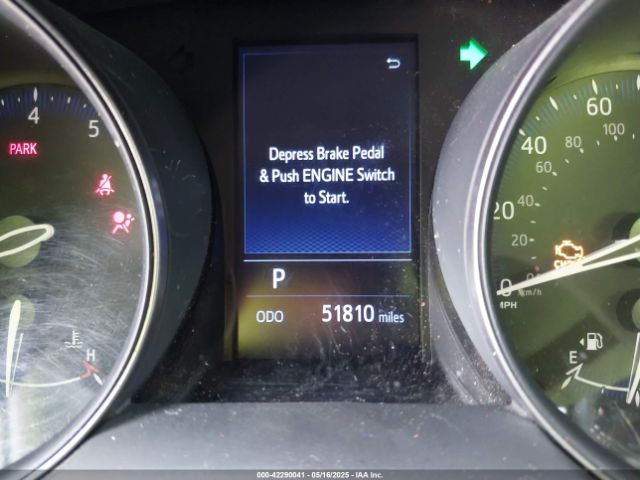 4
5
PARK
Depress Brake Pedal
& Push ENGINE Switch
to Start.
P
ODO 51810 miles
H
60
100
40
80
60
20
40
20
0
km/h
MPH
CHECK
E
000-42290041 - 05/16/2025 - IAA Inc.